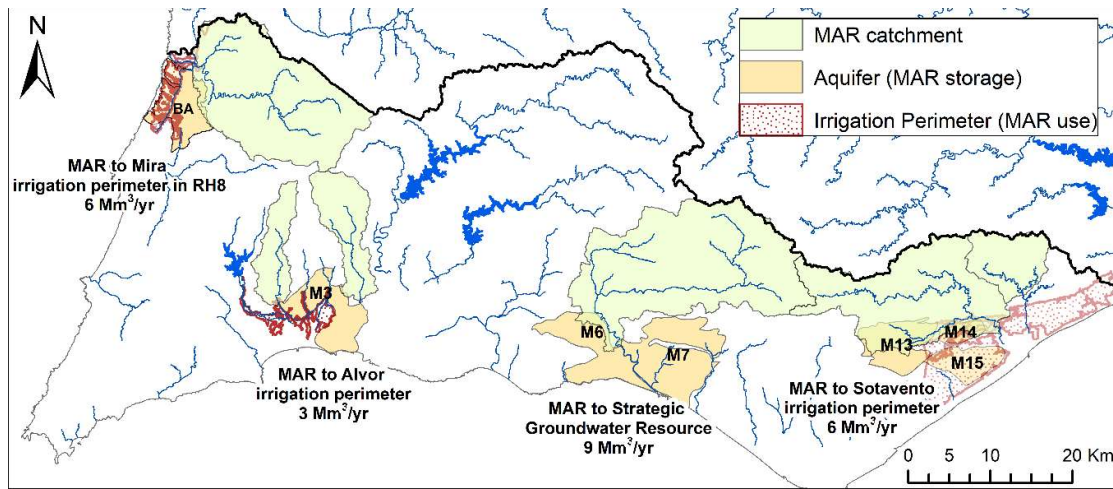 N
MAR catchment
Aquifer (MAR storage)
Irrigation Perimeter (MAR use)
BA
MAR to Mira
irrigation perimeter in RH8
6 Mm³/yr
M3
MAR to Alvor
irrigation perimeter
3 Mm³/yr
M6
M7
MAR to Strategic
Groundwater Resource
9 Mm³/yr
M13
M14
M15
MAR to Sotavento
irrigation perimeter
6 Mm³/yr
0 5 10 20 Km